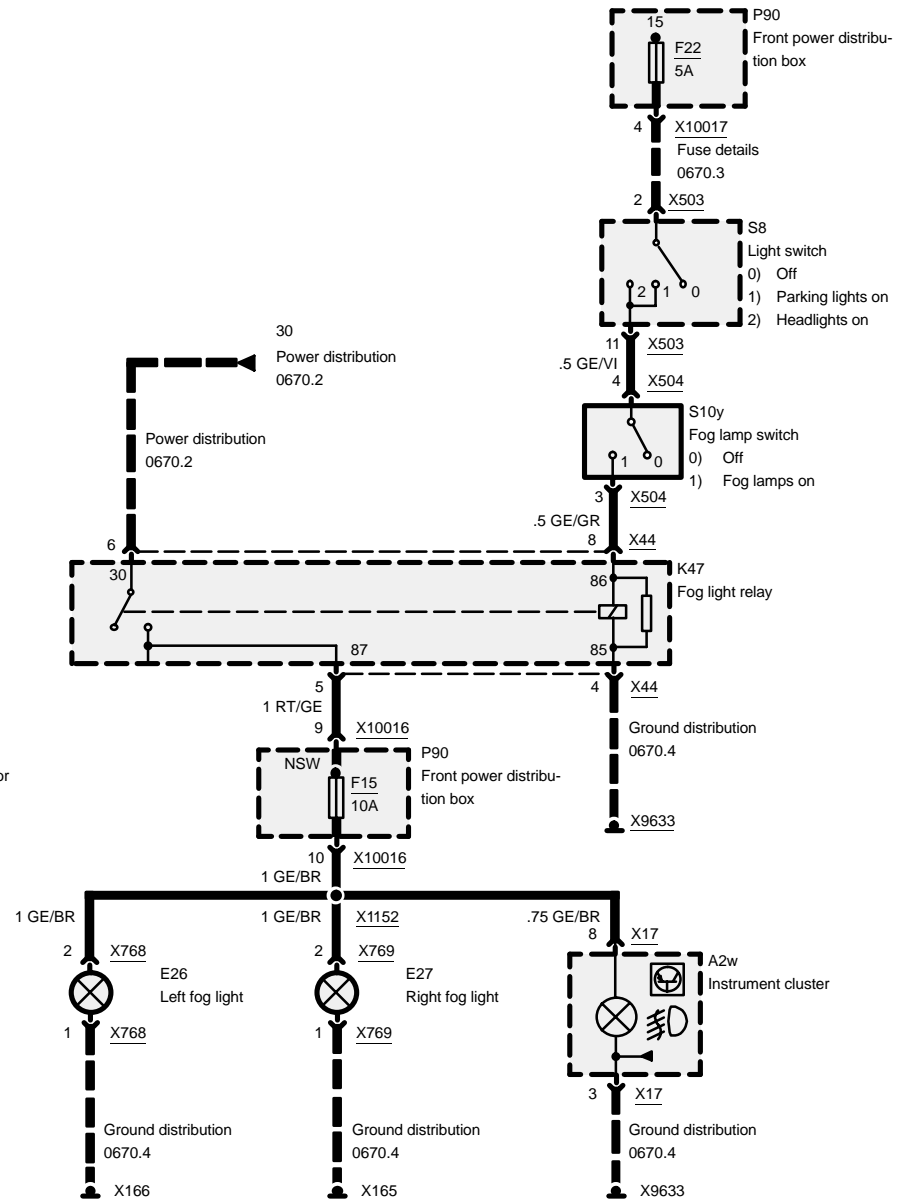 15
P90
Front power distribu-
tion box
F22
5A
4
X10017
Fuse details
0670.3
2
X503
S8
Light switch
0) Off
1) Parking lights on
2) Headlights on
2
1
0
30
Power distribution
0670.2
11
X503
.5 GE/VI
4
X504
S10y
Fog lamp switch
0) Off
1) Fog lamps on
1
0
Power distribution
0670.2
3
X504
.5 GE/GR
6
8
X44
30
86
K47
Fog light relay
87
85
5
4
X44
1 RT/GE
9
X10016
Ground distribution
0670.4
NSW
P90
Front power distribu-
tion box
F15
10A
or
X9633
10
X10016
1 GE/BR
1 GE/BR
1 GE/BR
X1152
.75 GE/BR
8
X17
2
X768
2
X769
A2w
Instrument cluster
E26
Left fog light
E27
Right fog light
1
X768
1
X769
3
X17
Ground distribution
0670.4
Ground distribution
0670.4
Ground distribution
0670.4
X166
X165
X9633